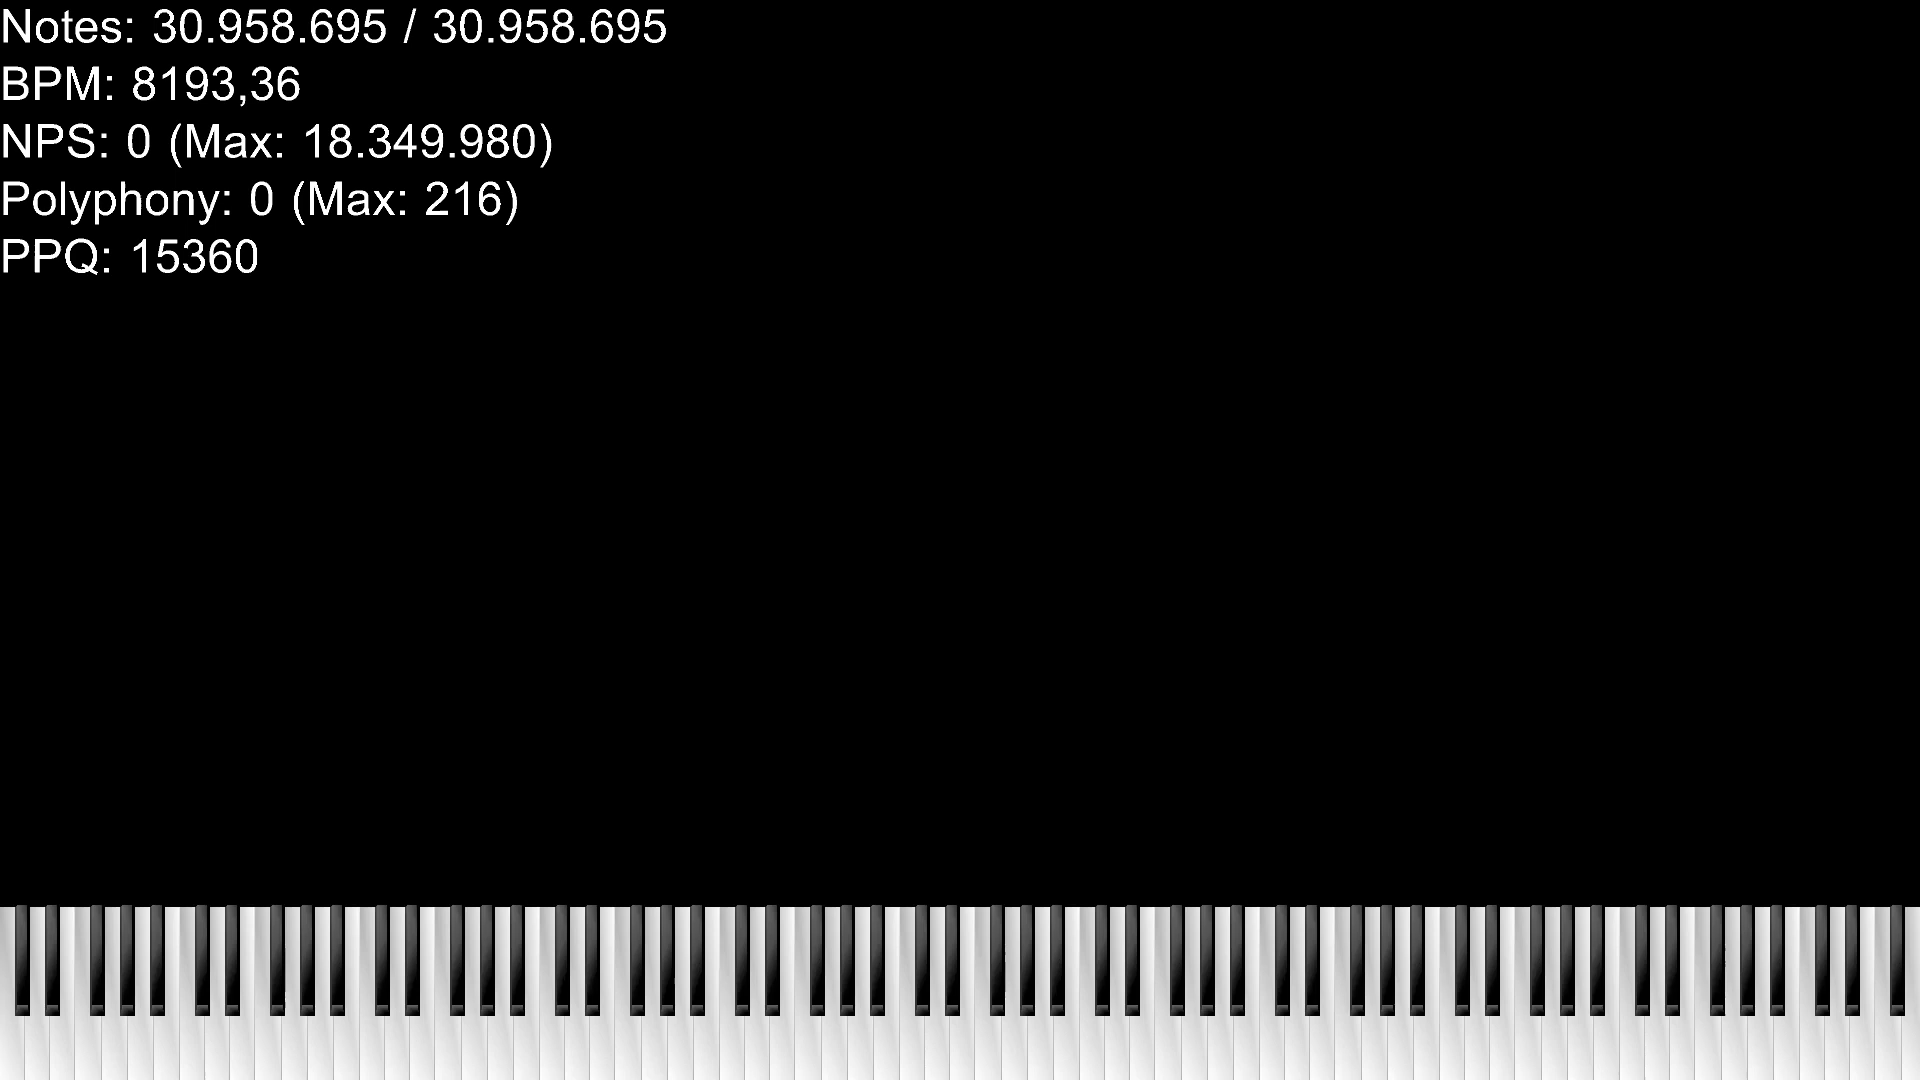 Notes: 30.958.695 / 30.958.695
BPM: 8193,36
NPS: 0 (Max: 18.349.980)
Polyphony: 0 (Max: 216)
PPQ: 15360